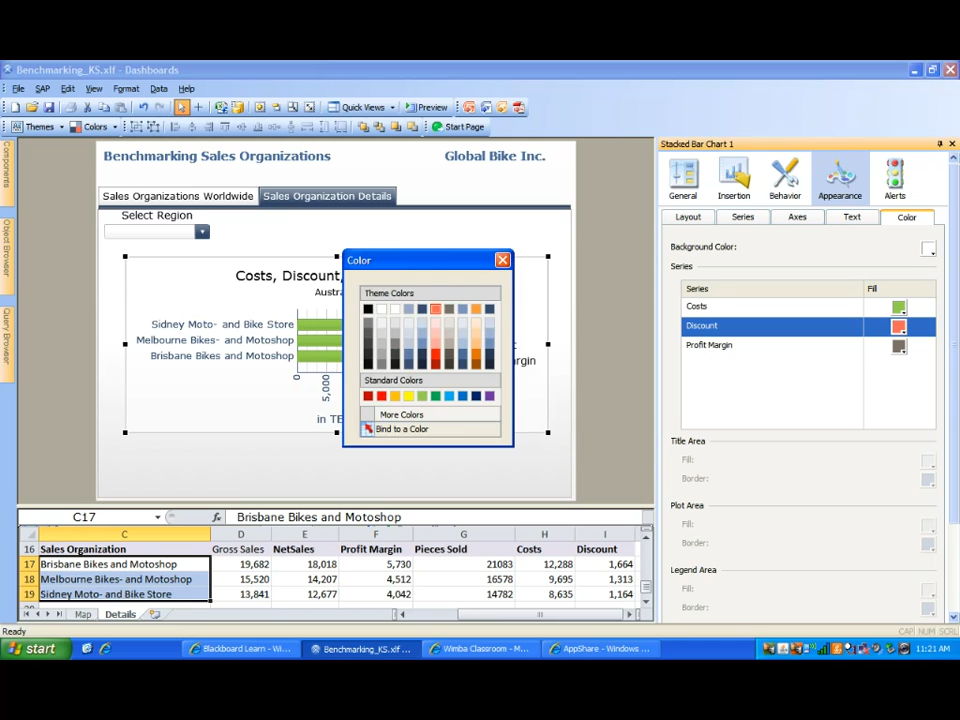 Benchmarking_KS.xlf - Dashboards
File SAP Edit View Format Data Help
Quick Views Preview
Themes Colors Start Page
Components
Object Browser
Query Browser
Benchmarking Sales Organizations Global Bike Inc.
Sales Organizations Worldwide Sales Organization Details
Select Region
Costs, Discount,
Austra
Sidney Moto- and Bike Store
Melbourne Bikes- and Motoshop
Brisbane Bikes and Motoshop
argin
0 5,000
in TE
Color
Theme Colors
Standard Colors
More Colors
Bind to a Color
Stacked Bar Chart 1
General Insertion Behavior Appearance Alerts
Layout Series Axes Text Color
Background Color:
Series
Series Fill
Costs
Discount
Profit Margin
Title Area
Fill:
Border:
Plot Area
Fill:
Border:
Legend Area
Fill:
Border:
C17 fx Brisbane Bikes and Motoshop
C D E F G H I
16 Sales Organization Gross Sales NetSales Profit Margin Pieces Sold Costs Discount
17 Brisbane Bikes and Motoshop 19,682 18,018 5,730 21083 12,288 1,664
18 Melbourne Bikes- and Motoshop 15,520 14,207 4,512 16578 9,695 1,313
19 Sidney Moto- and Bike Store 13,841 12,677 4,042 14782 8,635 1,164
Map Details
Ready CAP NUM SCRL
start Blackboard Learn - Wi... Benchmarking_KS.xlf ... Wimba Classroom - M... AppShare - Windows ... 11:21 AM